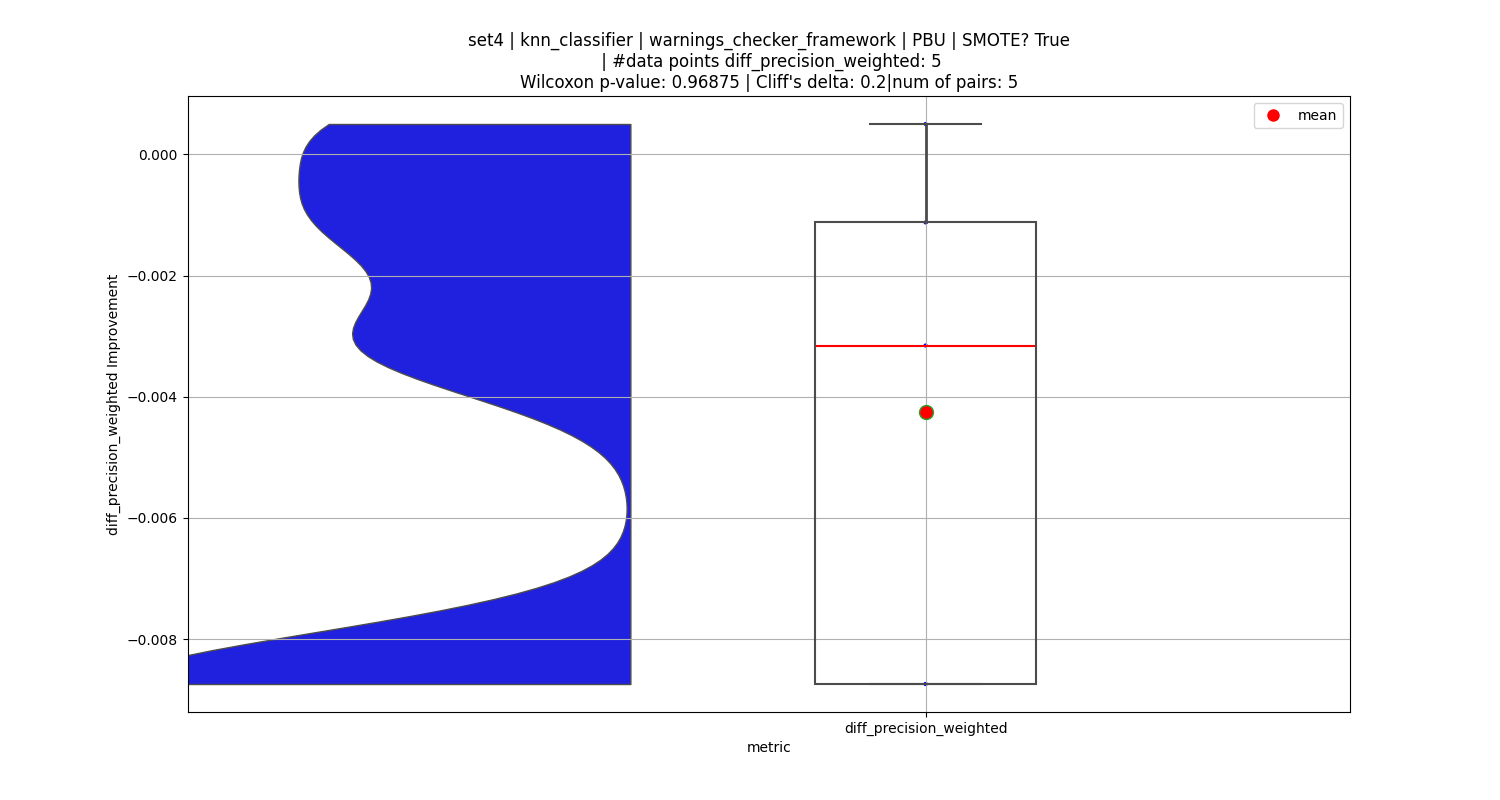 set4 | knn_classifier | warnings_checker_framework | PBU | SMOTE? True
| #data points diff_precision_weighted: 5
Wilcoxon p-value: 0.96875 | Cliff's delta: 0.2|num of pairs: 5
mean
0.000
−0.002
−0.004
−0.006
−0.008
diff_precision_weighted Improvement
diff_precision_weighted
metric